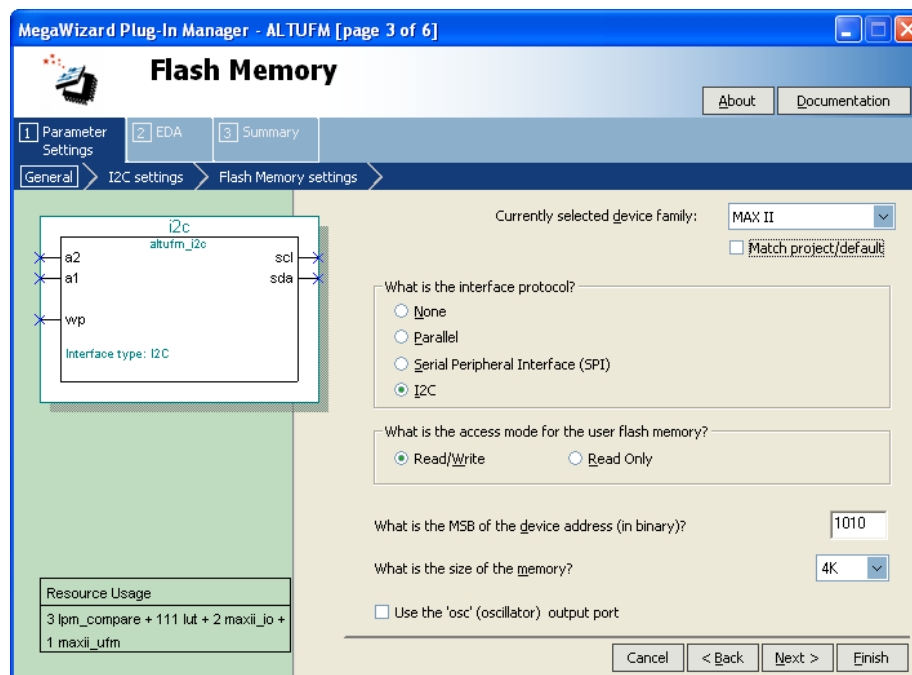 MegaWizard Plug-In Manager - ALTUFM [page 3 of 6]
Flash Memory
About
Documentation
1 Parameter Settings
2 EDA
3 Summary
General
I2C settings
Flash Memory settings
i2c
altufm_i2c
a2
scl
a1
sda
wp
Interface type: I2C
Currently selected device family:
MAX II
Match project/default
What is the interface protocol?
None
Parallel
Serial Peripheral Interface (SPI)
I2C
What is the access mode for the user flash memory?
Read/Write
Read Only
What is the MSB of the device address (in binary)?
1010
What is the size of the memory?
4K
Use the 'osc' (oscillator) output port
Resource Usage
3 lpm_compare + 111 lut + 2 maxii_io +
1 maxii_ufm
Cancel
< Back
Next >
Finish